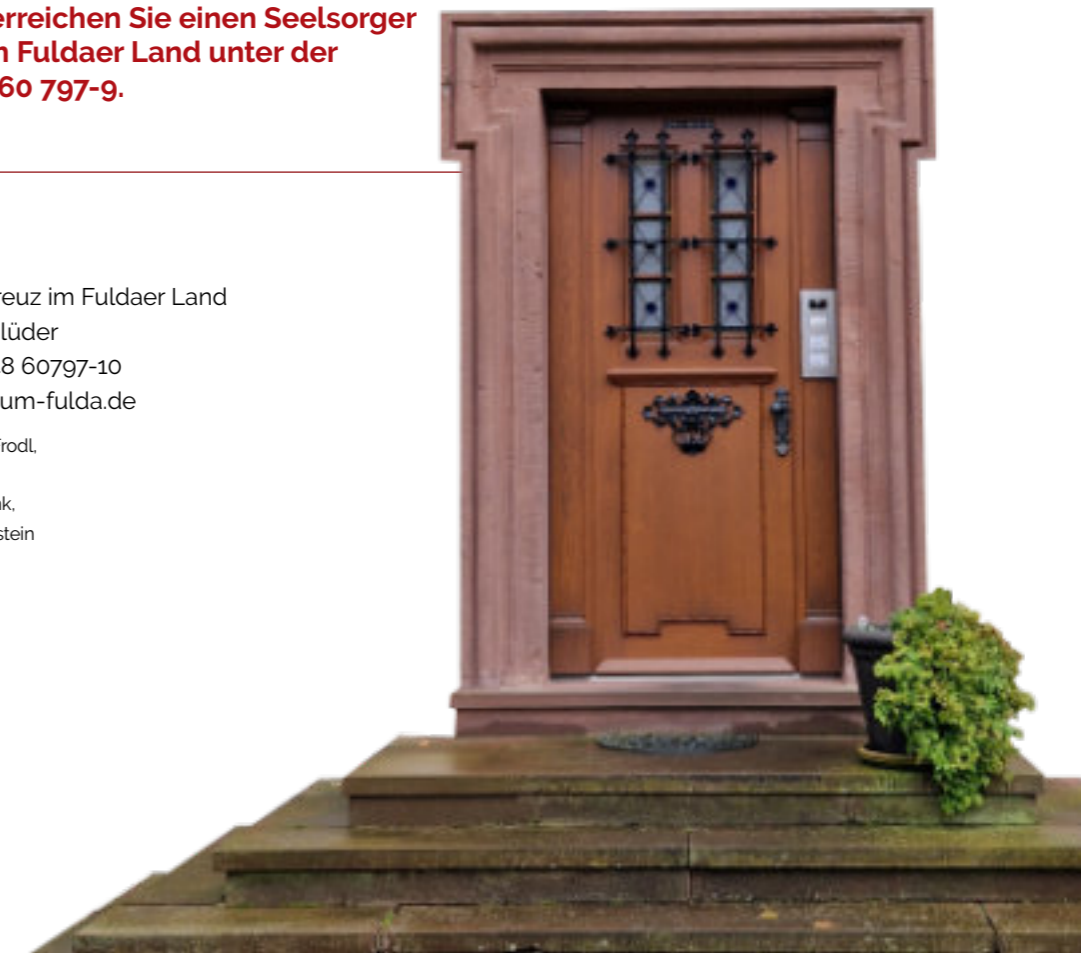 erreichen Sie einen Seelsorger
n Fuldaer Land unter der
60 797-9.
reuz im Fuldaer Land
lüder
8 60797-10
um-fulda.de
rodl,
k,
stein